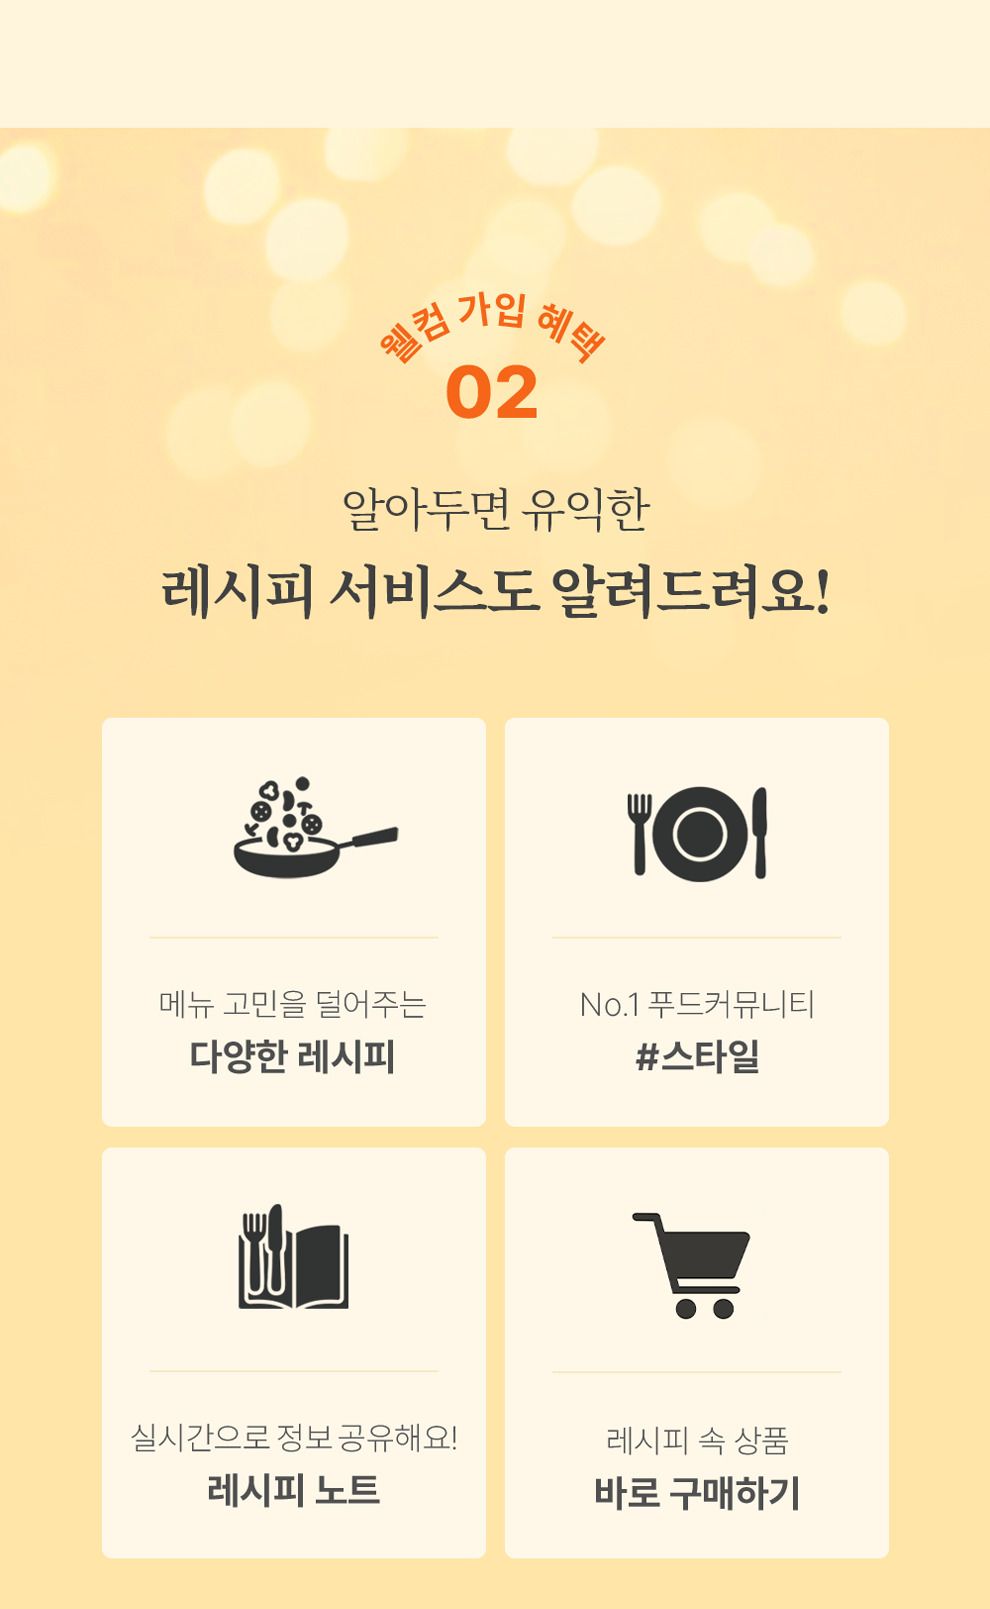 웰컴 가입 혜택
02
알아두면 유익한
레시피 서비스도 알려드려요!
메뉴 고민을 덜어주는
다양한 레시피
No.1 푸드커뮤니티
#스타일
실시간으로 정보 공유해요!
레시피 노트
레시피 속 상품
바로 구매하기